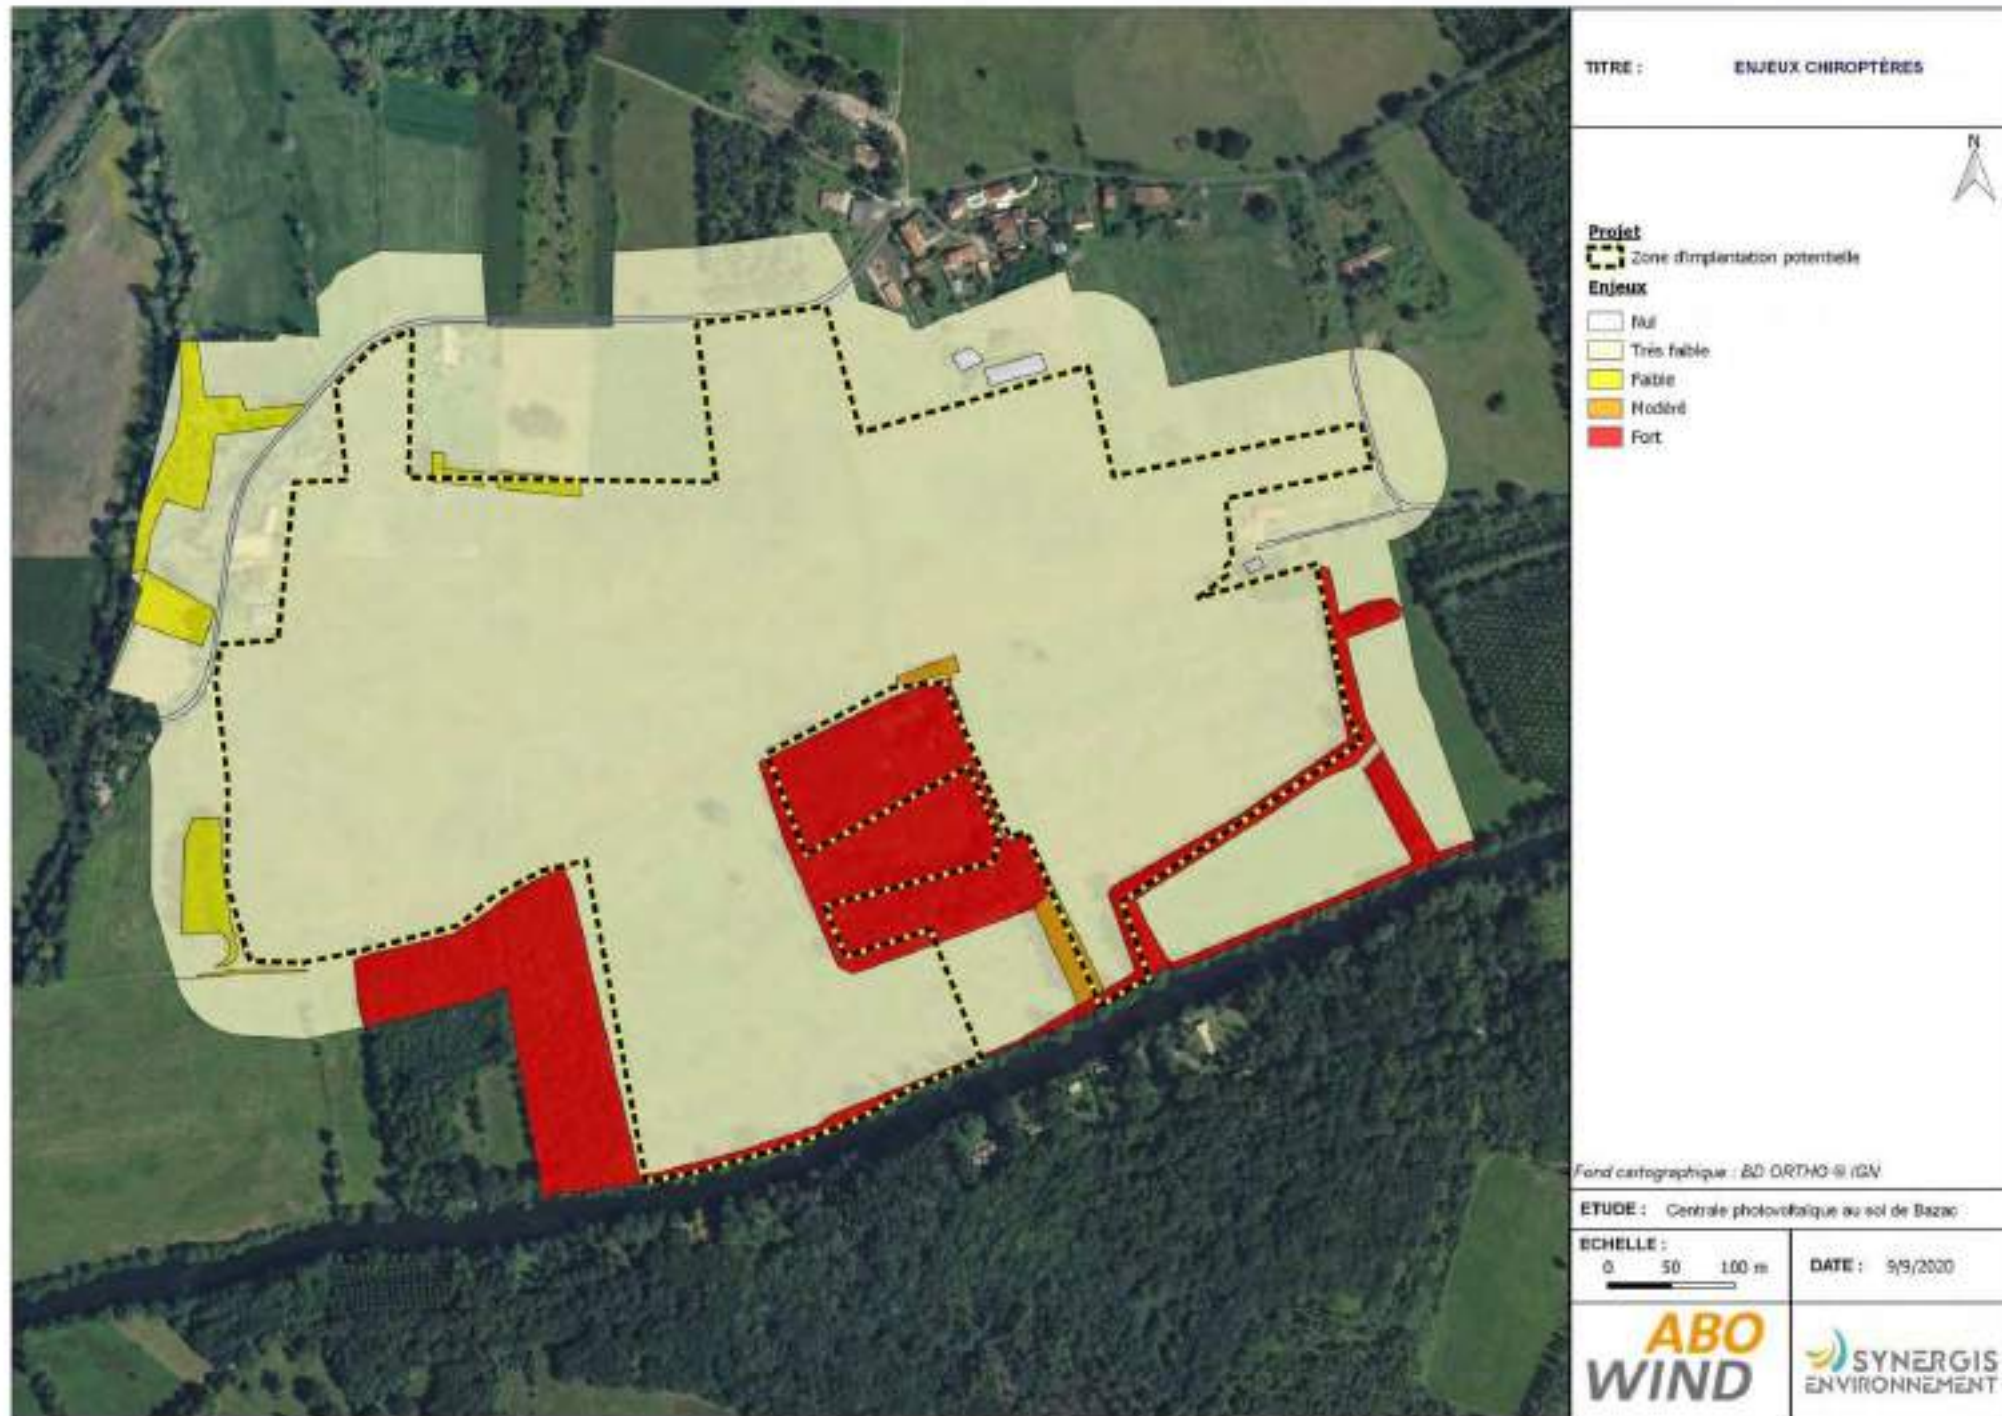 TITRE : ENJEUX CHIROPTÈRES
N
Projet
Zone d'implantation potentielle
Enjeux
Nul
Très faible
Faible
Modéré
Fort
Fond cartographique : BD ORTHO ® IGN
ETUDE : Centrale photovoltaïque au sol de Bazac
ECHELLE :
0 50 100 m
DATE : 9/9/2020
ABO
WIND
SYNERGIS
ENVIRONNEMENT